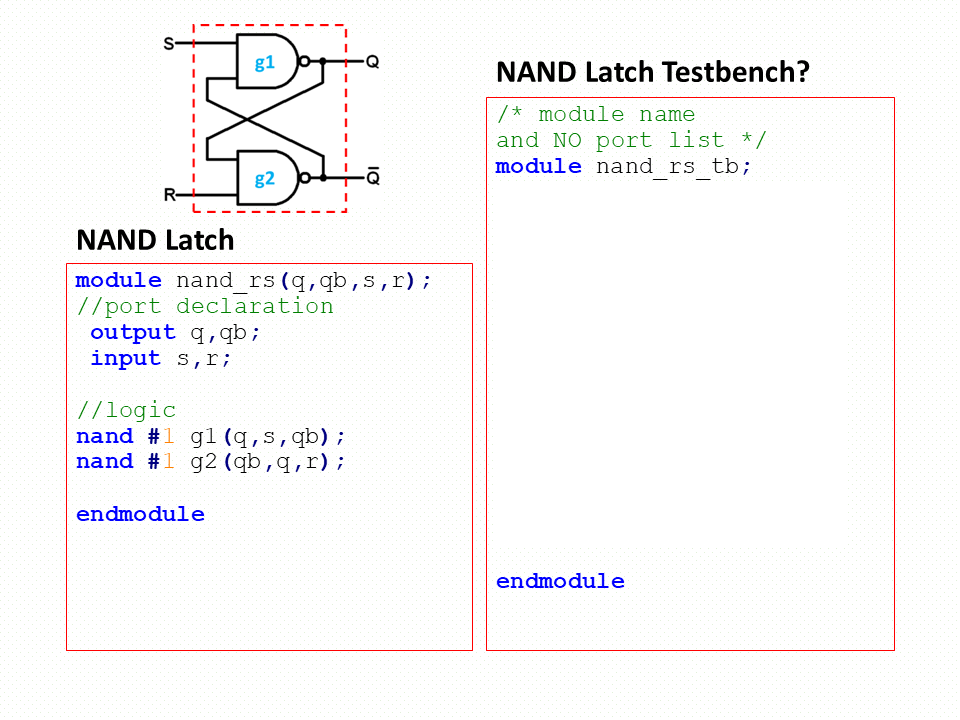 S
g1
Q
g2
R
Q̅
NAND Latch
module nand_rs(q,qb,s,r);
//port declaration
output q,qb;
input s,r;
//logic
nand #1 g1(q,s,qb);
nand #1 g2(qb,q,r);
endmodule
NAND Latch Testbench?
/* module name
and NO port list */
module nand_rs_tb;
endmodule